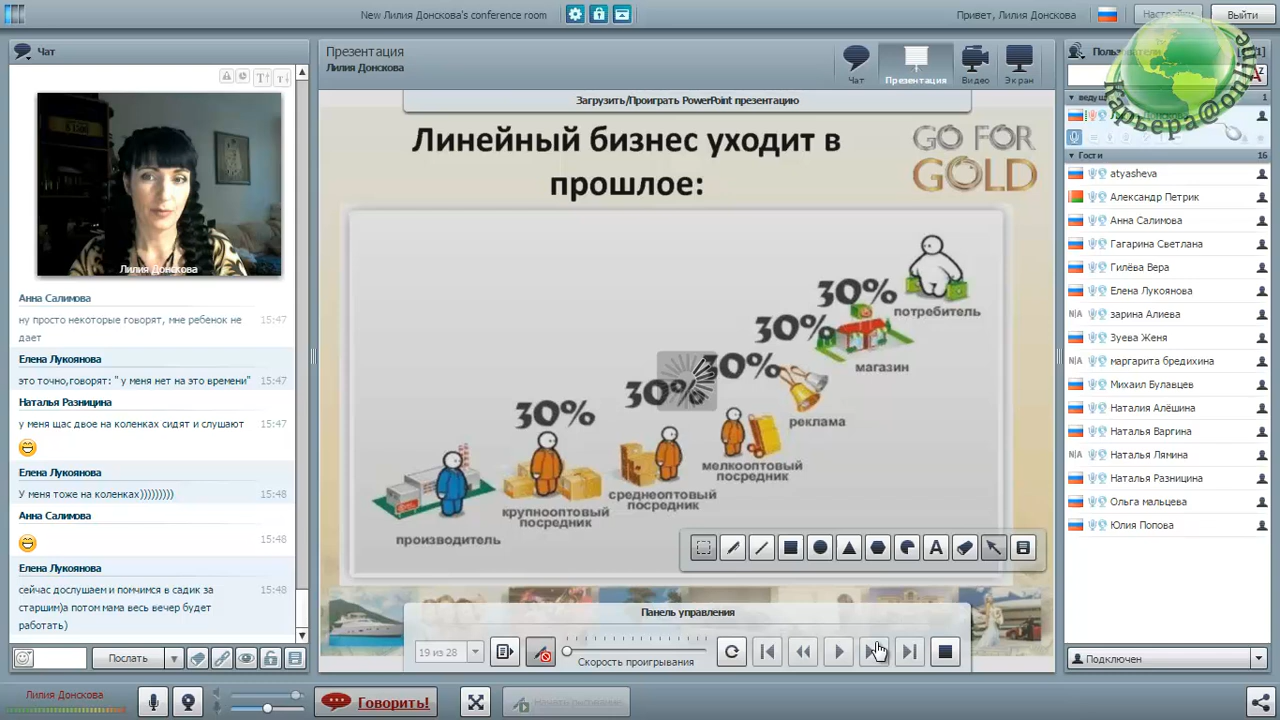 New Лилия Донскова's conference room
Привет, Лилия Донскова
Настройки
Выйти
Чат
Лилия Донскова
Анна Салимова
ну просто некоторые говорят, мне ребенок не
15:47
дает
Елена Лукоянова
это точно,говорят: " у меня нет на это времени"
15:47
Наталья Разницина
у меня щас двое на коленках сидят и слушают
15:47
Елена Лукоянова
У меня тоже на коленках)))))))))
15:48
Анна Салимова
15:48
Елена Лукоянова
сейчас дослушаем и помчимся в садик за
15:48
старшим)а потом мама весь вечер будет
работать)
Послать
Презентация
Лилия Донскова
Чат
Презентация
Видео
Экран
Загрузить/Проиграть PowerPoint презентацию
Линейный бизнес уходит в
прошлое:
GO FOR
GOLD
30%
30%
30%
30%
30%
потребитель
магазин
реклама
мелкооптовый
посредник
среднеоптовый
посредник
крупнооптовый
посредник
производитель
A
Панель управления
19 из 28
Скорость проигрывания
Пользователи
карьера@online
AZ
ведущ
1
Гости
16
atyasheva
Александр Петрик
Анна Салимова
Гагарина Светлана
Гилёва Вера
Елена Лукоянова
N|A
зарина Алиева
Зуева Женя
N|A
маргарита бредихина
Михаил Булавцев
Наталия Алёшина
Наталья Варгина
N|A
Наталья Лямина
Наталья Разницина
Ольга мальцева
Юлия Попова
Подключен
Лилия Донскова
Говорить!